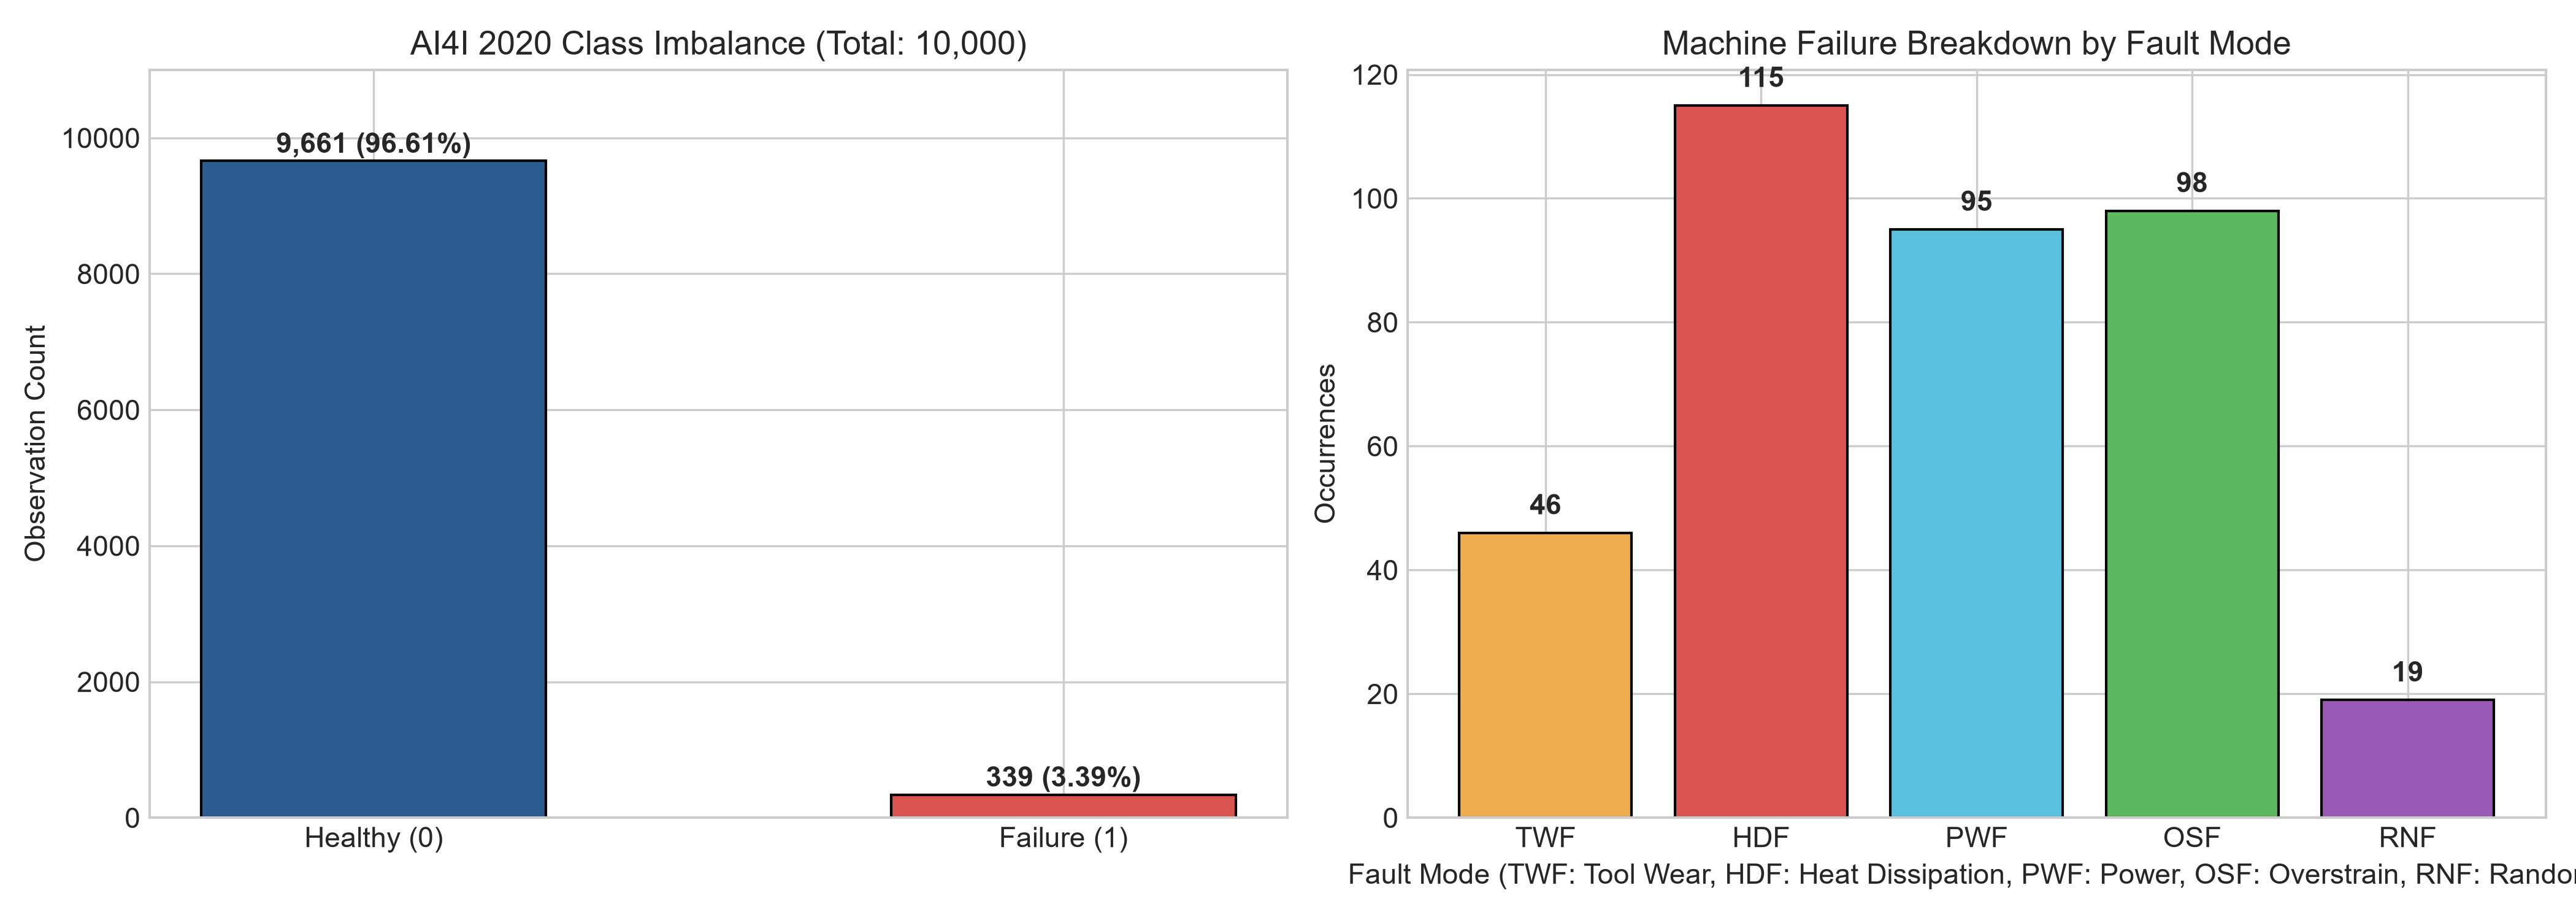 AI4I 2020 Class Imbalance (Total: 10,000)
Observation Count
10000
8000
6000
4000
2000
0
9,661 (96.61%)
339 (3.39%)
Healthy (0)
Failure (1)
Machine Failure Breakdown by Fault Mode
Occurrences
120
100
80
60
40
20
0
46
115
95
98
19
TWF
HDF
PWF
OSF
RNF
Fault Mode (TWF: Tool Wear, HDF: Heat Dissipation, PWF: Power, OSF: Overstrain, RNF: